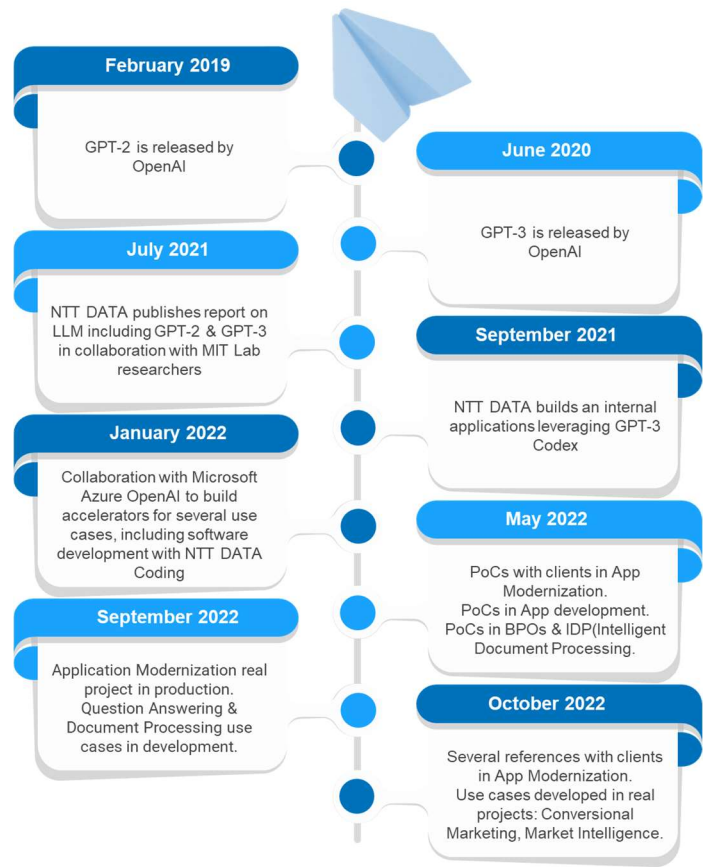 February 2019
GPT-2 is released by
OpenAI
June 2020
GPT-3 is released by
OpenAI
July 2021
NTT DATA publishes report on
LLM including GPT-2 & GPT-3
in collaboration with MIT Lab
researchers
September 2021
NTT DATA builds an internal
applications leveraging GPT-3
Codex
January 2022
Collaboration with Microsoft
Azure OpenAI to build
accelerators for several use
cases, including software
development with NTT DATA
Coding
May 2022
PoCs with clients in App
Modernization.
PoCs in App development.
PoCs in BPOs & IDP(Intelligent
Document Processing.
September 2022
Application Modernization real
project in production.
Question Answering &
Document Processing use
cases in development.
October 2022
Several references with clients
in App Modernization.
Use cases developed in real
projects: Conversional
Marketing, Market Intelligence.